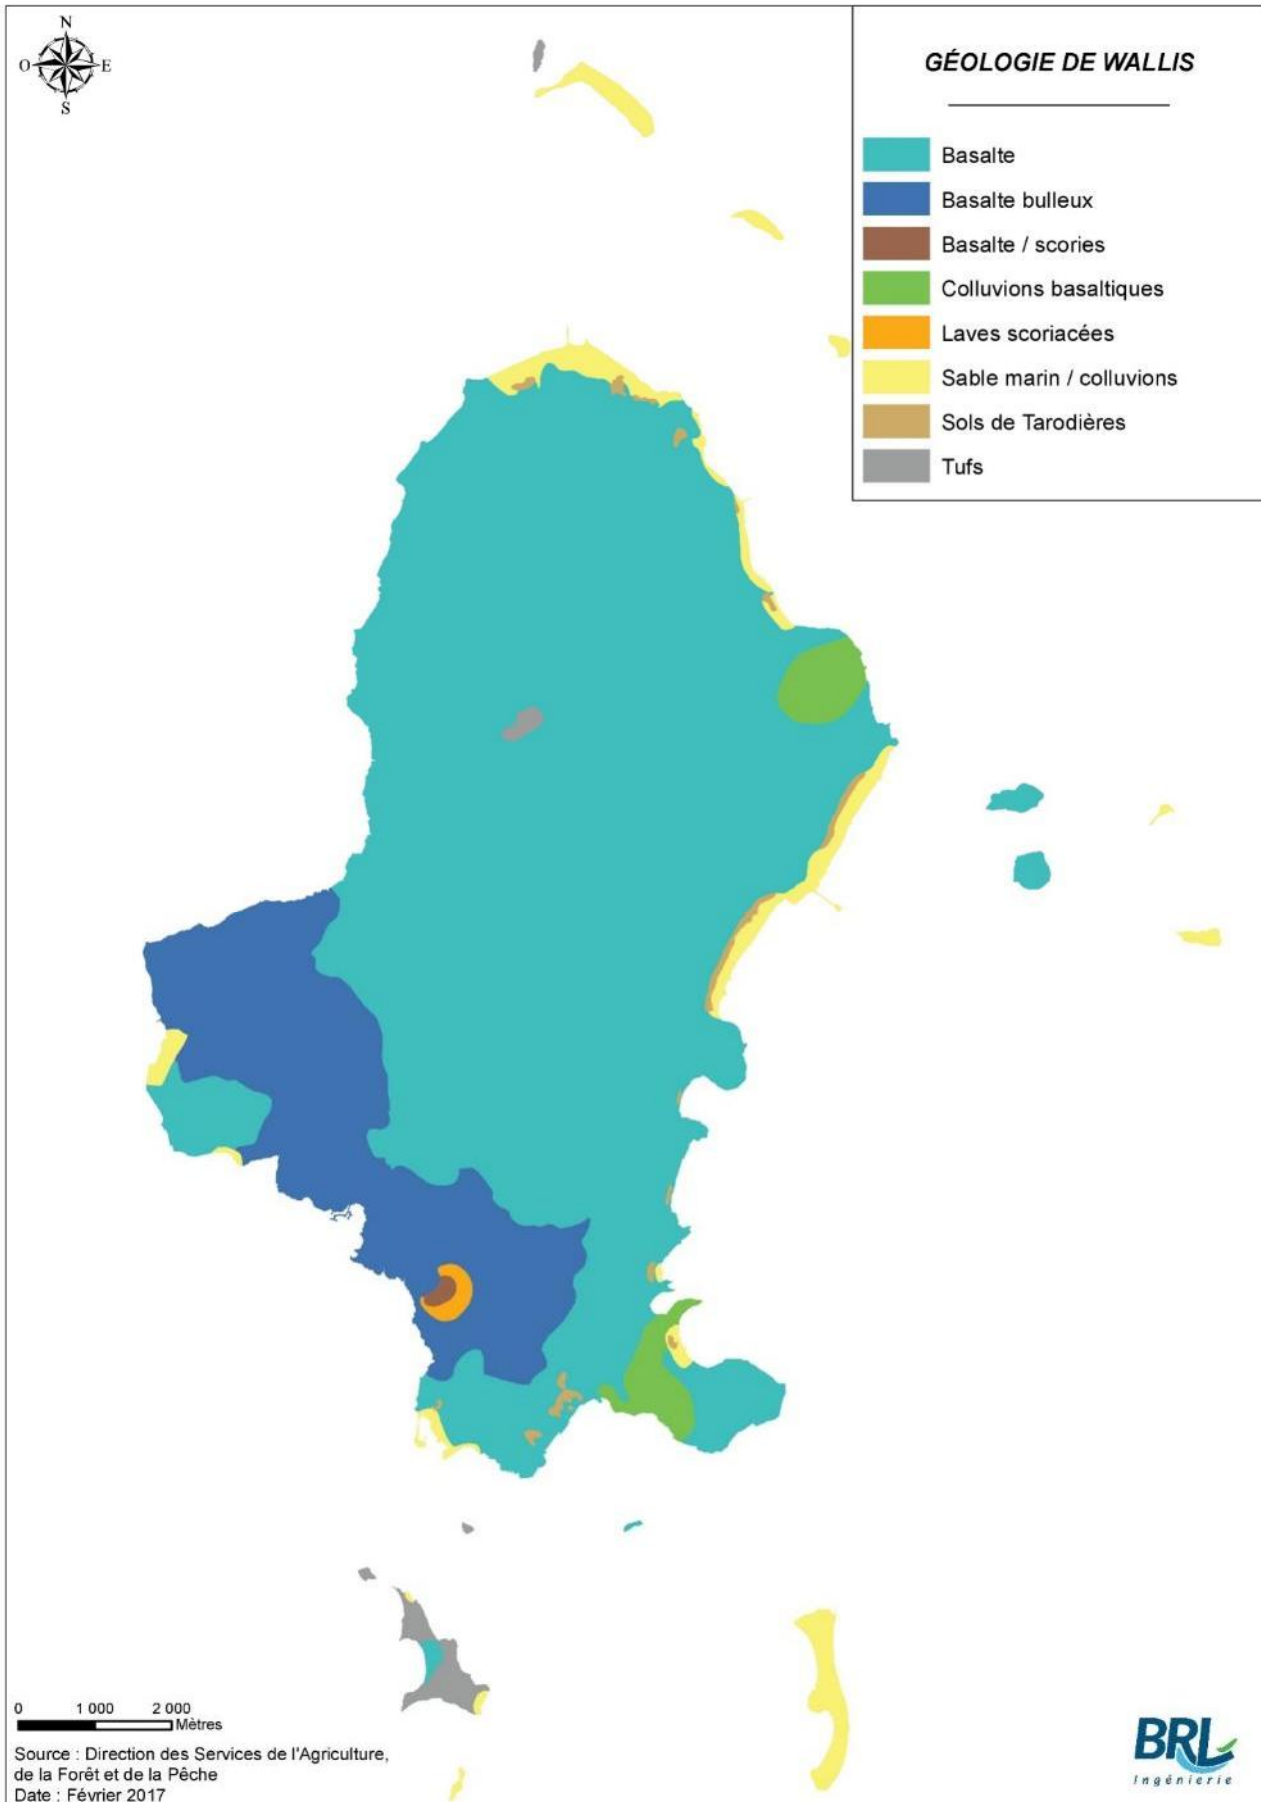 N
O E
S
GÉOLOGIE DE WALLIS
Basalte
Basalte bulleux
Basalte / scories
Colluvions basaltiques
Laves scoriacées
Sable marin / colluvions
Sols de Tarodières
Tufs
0 1 000 2 000
Mètres
Source : Direction des Services de l'Agriculture,
de la Forêt et de la Pêche
Date : Février 2017
BRL
Ingénierie